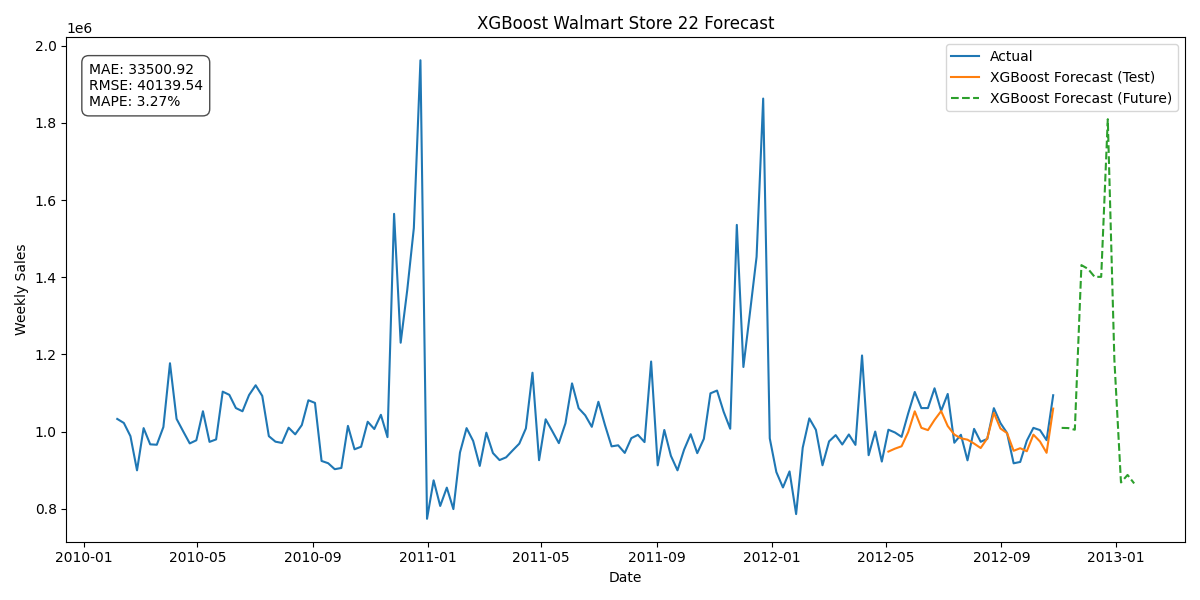 XGBoost Walmart Store 22 Forecast
1e6
2.0
1.8
1.6
1.4
1.2
1.0
0.8
Weekly Sales
MAE: 33500.92
RMSE: 40139.54
MAPE: 3.27%
Actual
XGBoost Forecast (Test)
XGBoost Forecast (Future)
2010-01 2010-05 2010-09 2011-01 2011-05 2011-09 2012-01 2012-05 2012-09 2013-01
Date